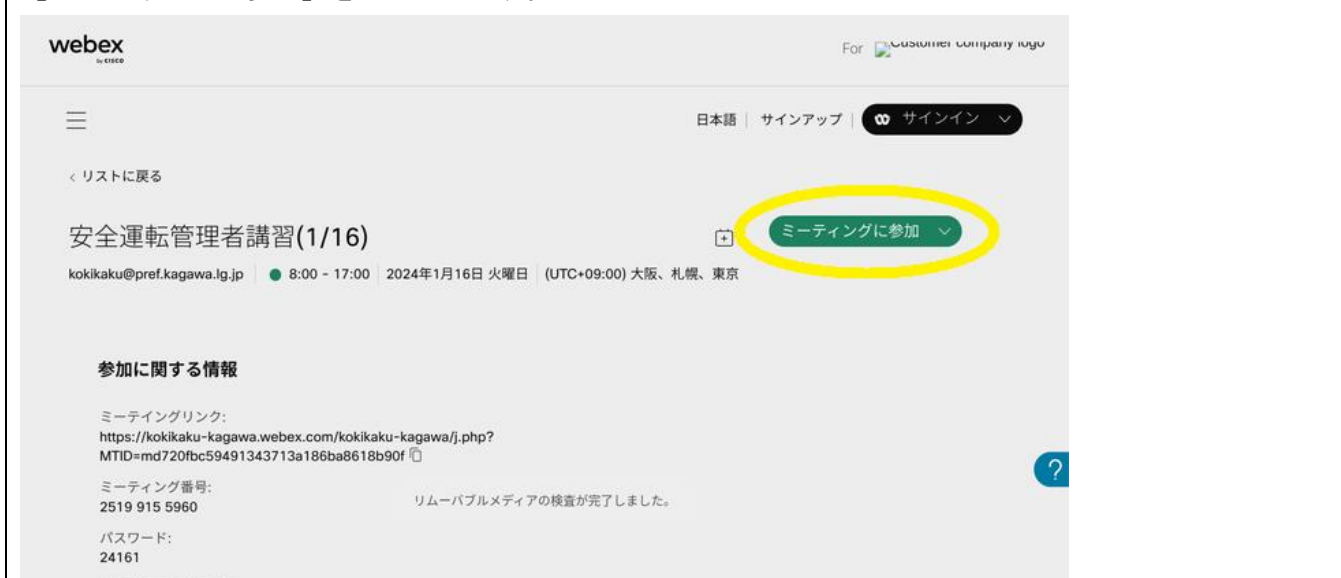 webex
by CISCO
For Customer company logo
日本語 サインアップ サインイン
リストに戻る
安全運転管理者講習(1/16)
ミーティングに参加
kokikaku@pref.kagawa.lg.jp 8:00 - 17:00 2024年1月16日 火曜日 (UTC+09:00) 大阪、札幌、東京
参加に関する情報
ミーテイングリンク:
https://kokikaku-kagawa.webex.com/kokikaku-kagawa/j.php?
MTID=md720fbc59491343713a186ba8618b90f
ミーティング番号:
2519 915 5960
リムーバブルメディアの検査が完了しました。
パスワード:
24161
?